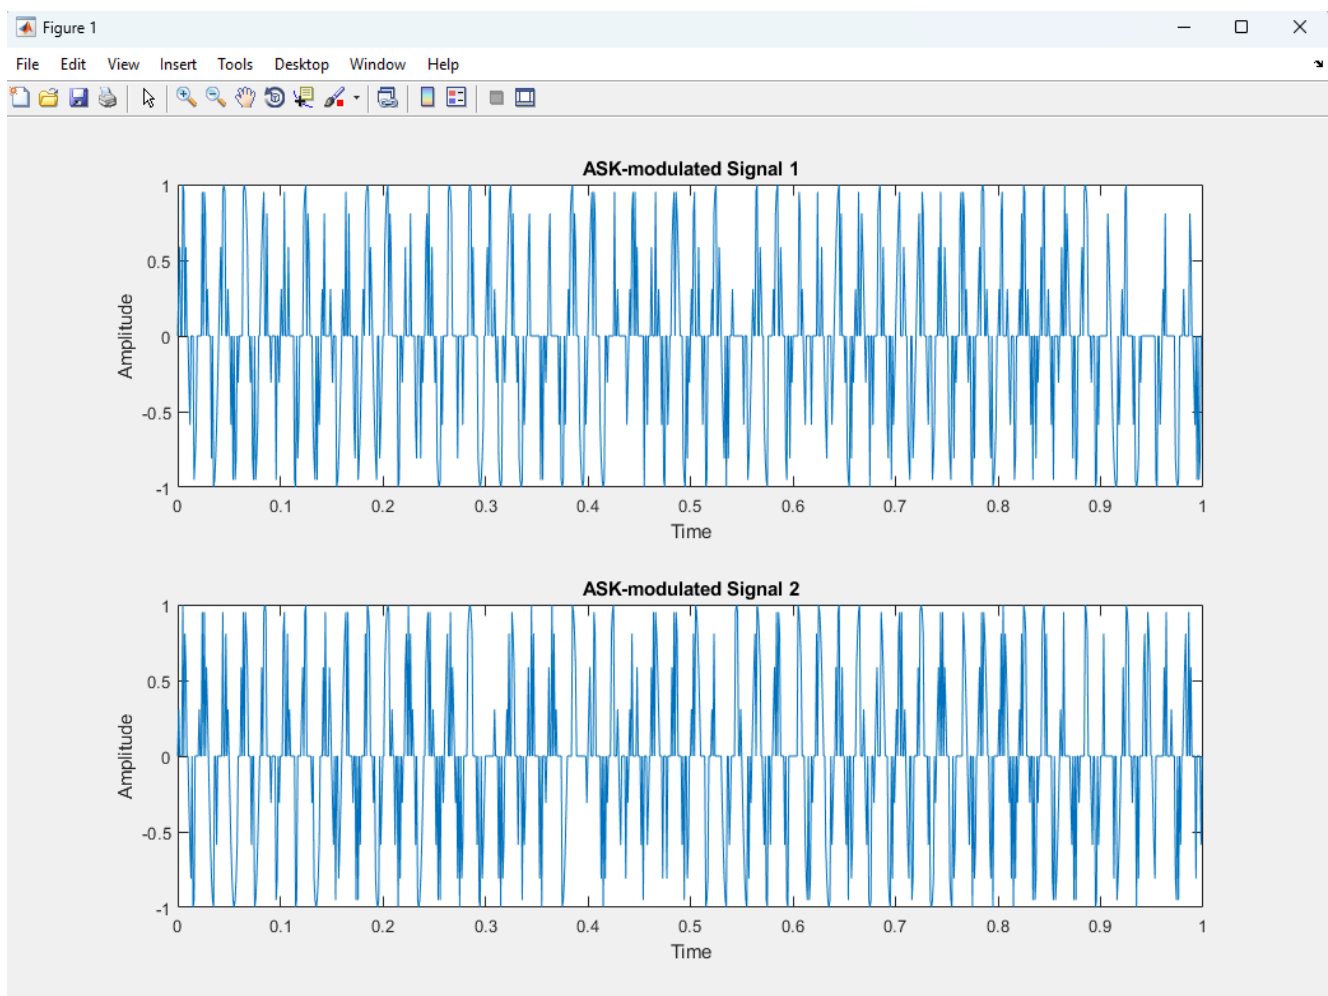 Figure 1
File Edit View Insert Tools Desktop Window Help
ASK-modulated Signal 1
1
0.5
0
-0.5
-1
Amplitude
0 0.1 0.2 0.3 0.4 0.5 0.6 0.7 0.8 0.9 1
Time
ASK-modulated Signal 2
1
0.5
0
-0.5
-1
Amplitude
0 0.1 0.2 0.3 0.4 0.5 0.6 0.7 0.8 0.9 1
Time